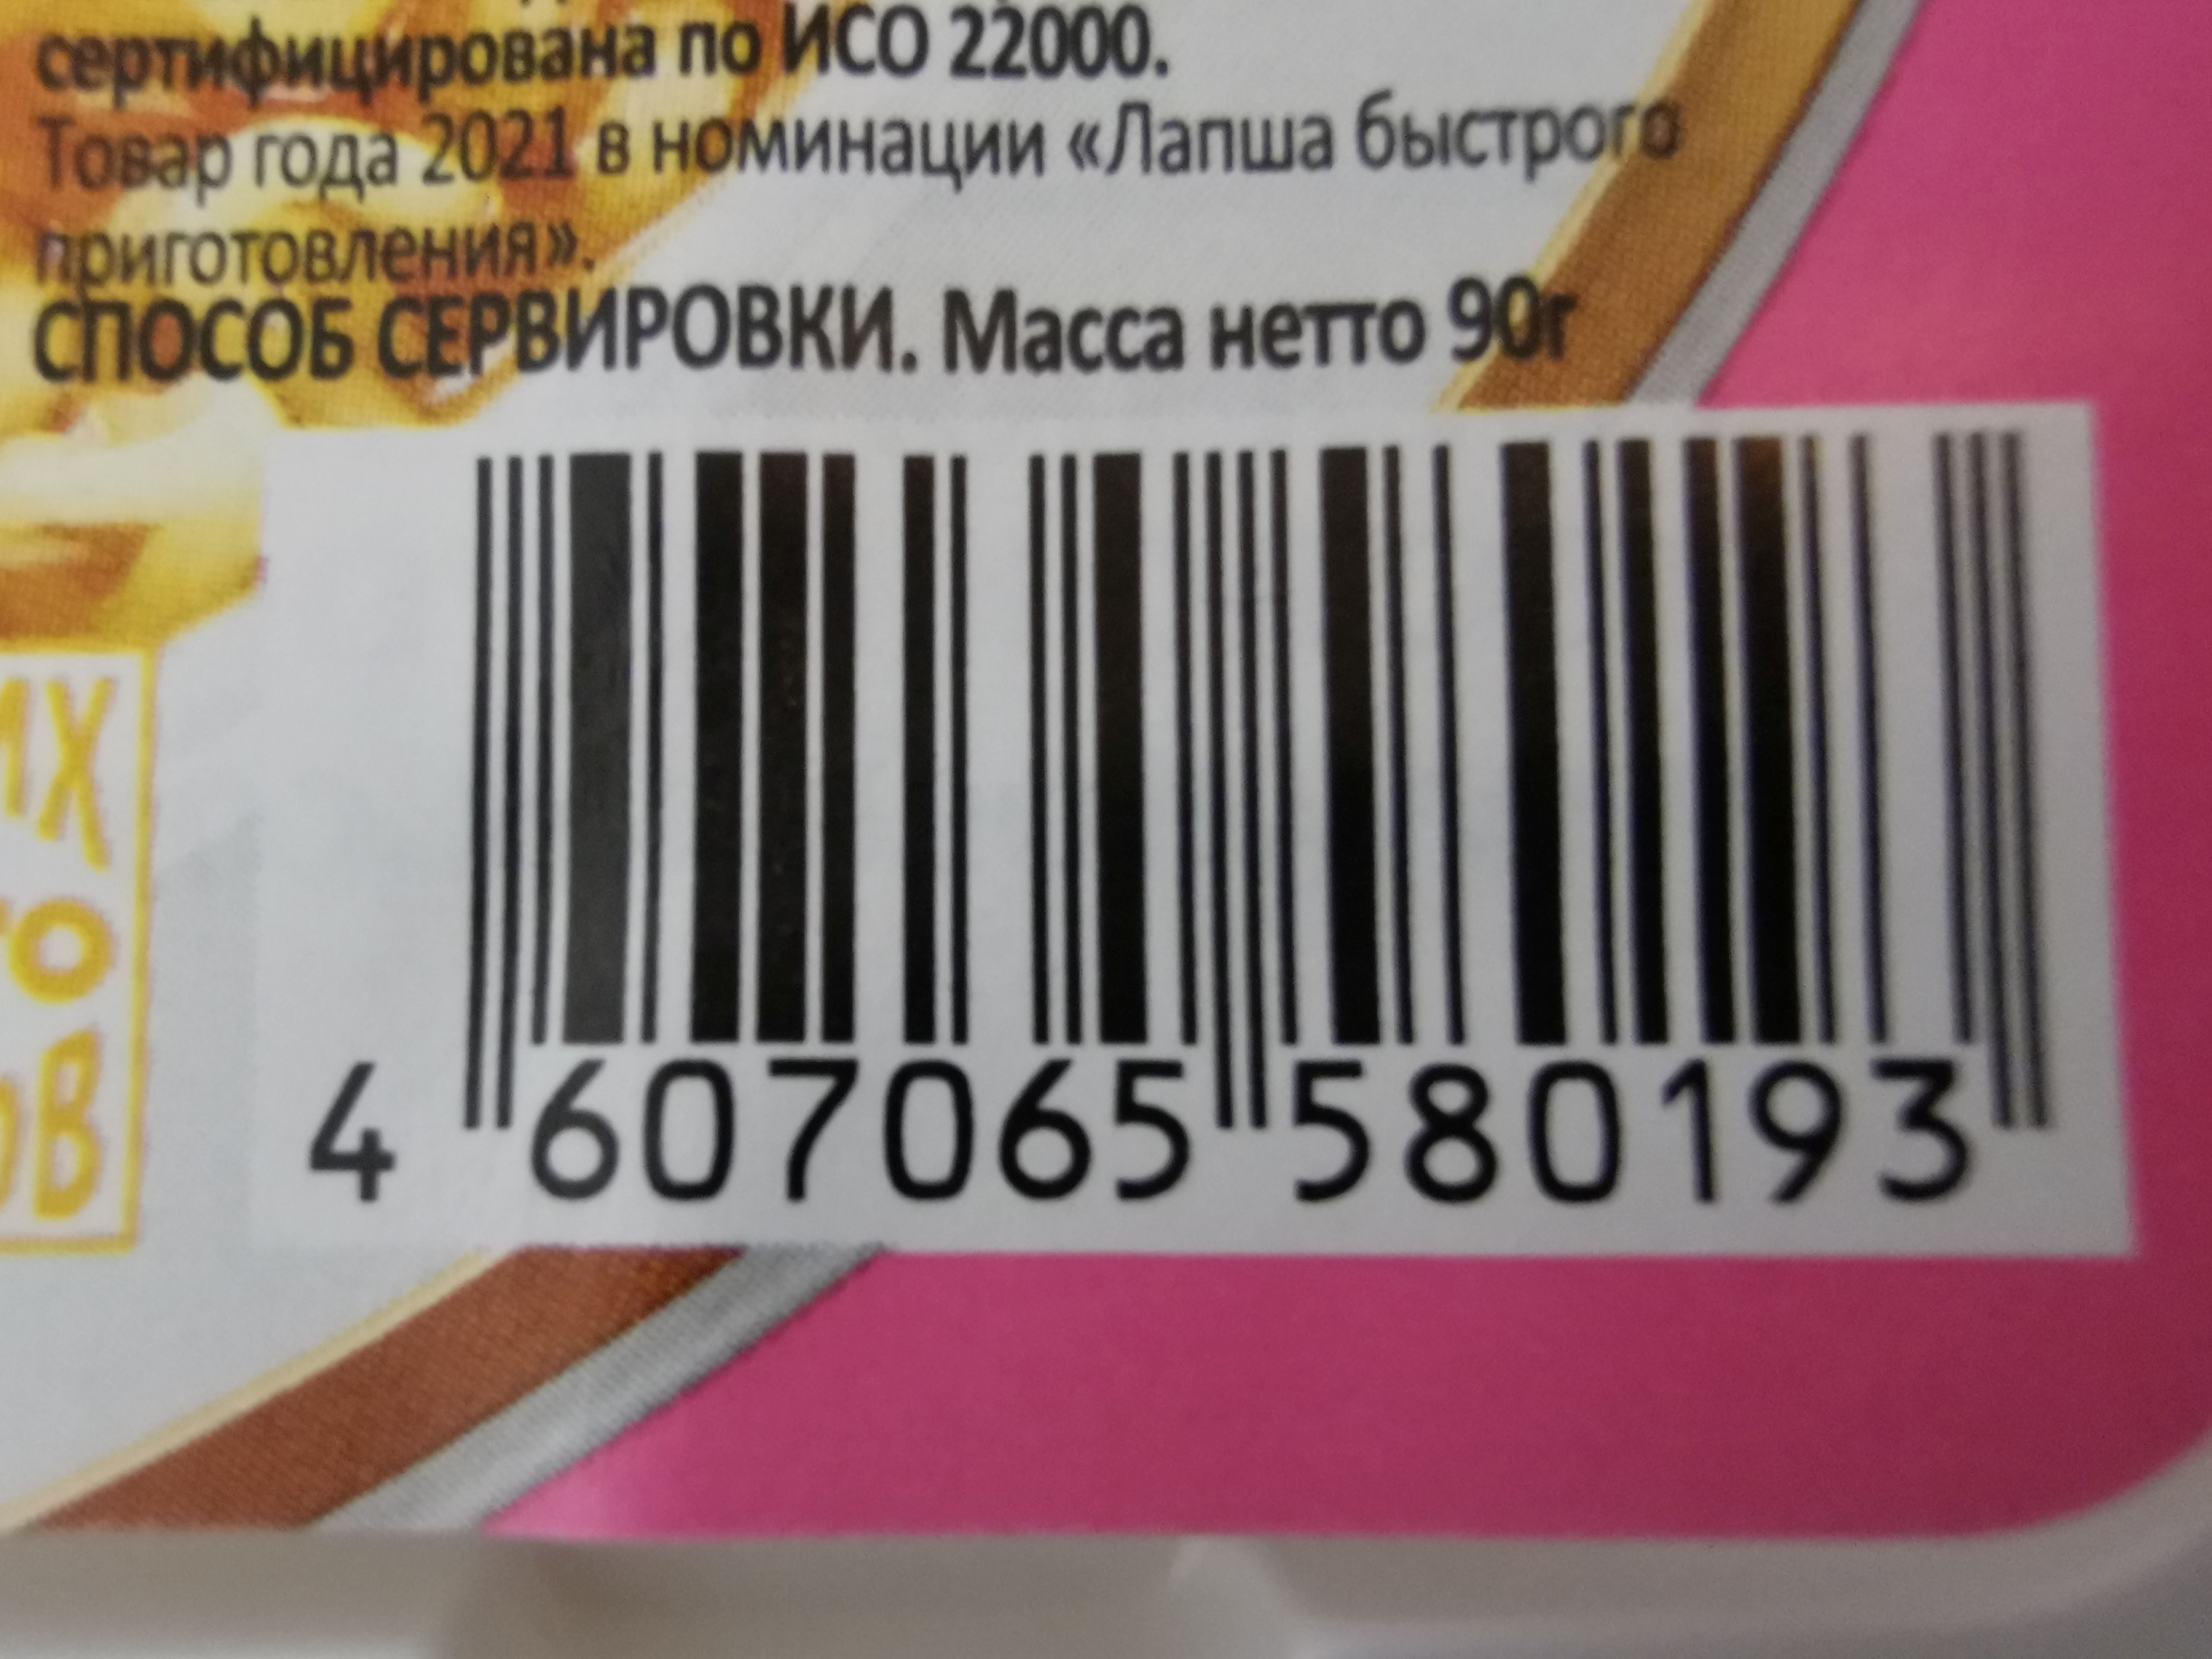 сертифицирована по ИСО 22000.
Товар года 2021 в номинации «Лапша быстрого
приготовления».
СПОСОБ СЕРВИРОВКИ. Масса нетто 90г
4 607065 580193